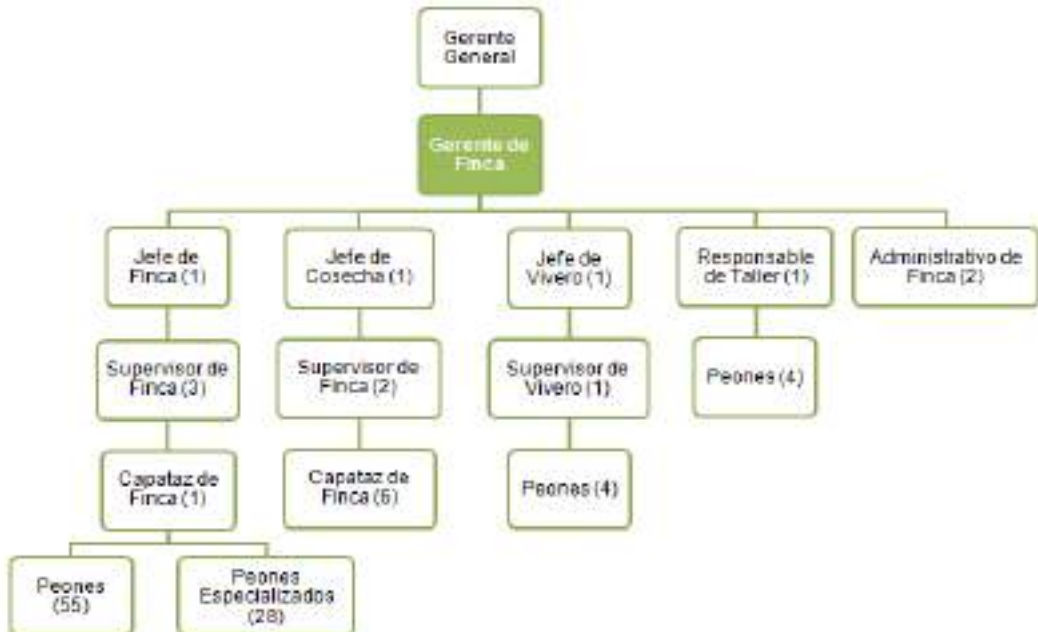 Gerente
General
Gerente de
Finca
Jefe de
Finca (1)
Jefe de
Cosecha (1)
Jefe de
Vivero (1)
Responsable
de Taller (1)
Administrativo de
Finca (2)
Supervisor de
Finca (3)
Supervisor de
Finca (2)
Supervisor de
Vivero (1)
Peones (4)
Capataz de
Finca (1)
Capataz de
Finca (6)
Peones (4)
Peones
(55)
Peones
Especializados
(28)